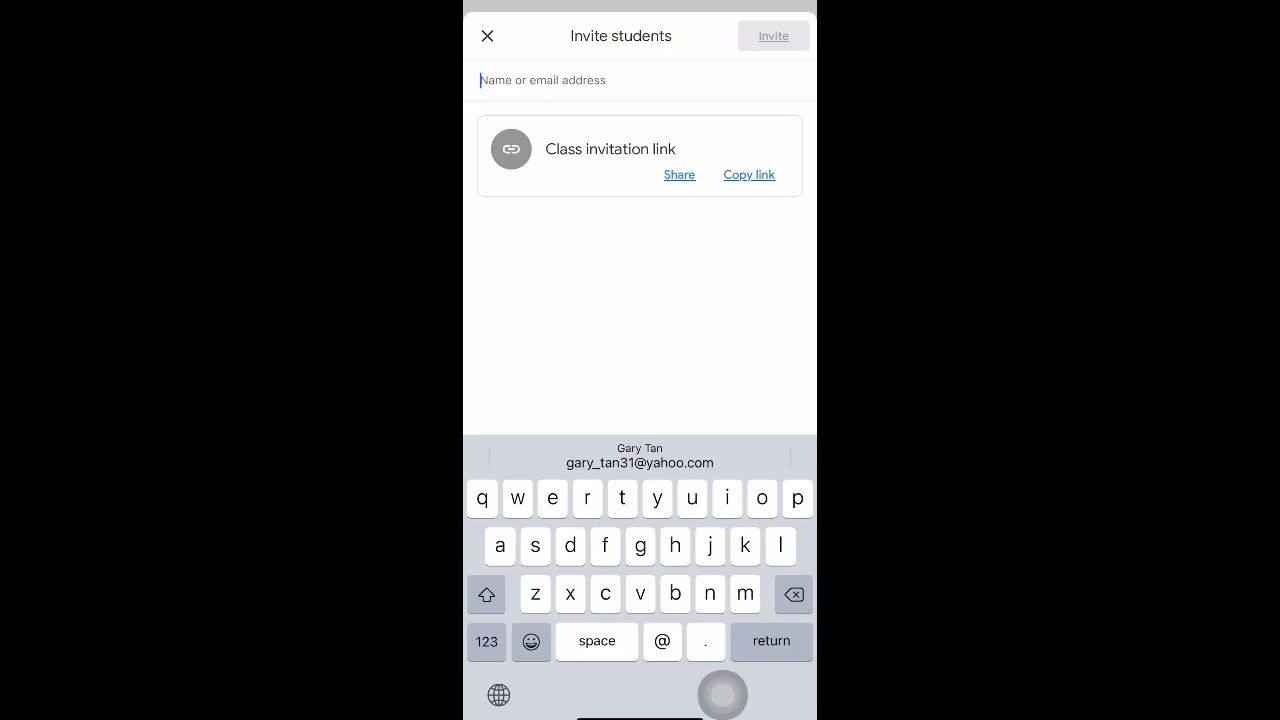 Invite students
Invite
Name or email address
Class invitation link
Share
Copy link
Gary Tan
gary_tan31@yahoo.com
q w e r t y u i o p
a s d f g h j k l
z x c v b n m
123 space @ . return